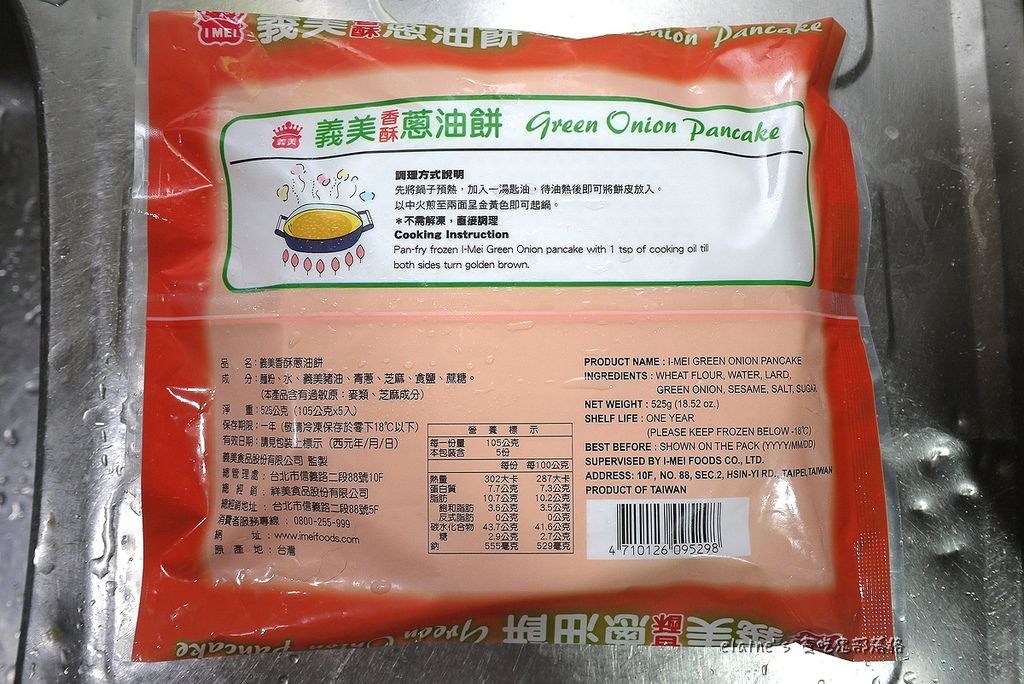 I MEI
義美香酥蔥油餅
Green Onion Pancake
義美 義美香酥蔥油餅 Green Onion Pancake
調理方式說明
先將鍋子預熱，加入一湯匙油，待油熱後即可將餅皮放入。
以中火煎至兩面呈金黃色即可起鍋。
＊不需解凍，直接調理
Cooking Instruction
Pan-fry frozen I-Mei Green Onion pancake with 1 tsp of cooking oil till
both sides turn golden brown.
品　名：義美香酥蔥油餅
成　分：麵粉、水、義美豬油、青蔥、芝麻、食鹽、蔗糖。
(本產品含有過敏原：麥類、芝麻成分)
淨　重：525公克 (105公克x5入)
保存期限：一年 (敬請冷凍保存於零下18℃以下)
有效日期：請見包裝上標示 (西元年/月/日)
義美食品股份有限公司 監製
總管理處：台北市信義路二段88號10F
總 經 銷：祥美食品股份有限公司
總經銷地址：台北市信義路二段88號5F
消費者服務專線：0800-255-999
網　址：www.imeifoods.com
原 產 地：台灣
營 養 標 示
每一份量 105公克
本包裝含 5份
每份 每100公克
熱量 302大卡 287大卡
蛋白質 7.7公克 7.3公克
脂肪 10.7公克 10.2公克
飽和脂肪 3.6公克 3.5公克
反式脂肪 0公克 0公克
碳水化合物 43.7公克 41.6公克
糖 2.9公克 2.7公克
鈉 555毫克 529毫克
PRODUCT NAME : I-MEI GREEN ONION PANCAKE
INGREDIENTS : WHEAT FLOUR, WATER, LARD,
GREEN ONION, SESAME, SALT, SUGAR
NET WEIGHT : 525g (18.52 oz.)
SHELF LIFE : ONE YEAR
(PLEASE KEEP FROZEN BELOW -18℃)
BEST BEFORE : SHOWN ON THE PACK (YYYY/MM/DD)
SUPERVISED BY I-MEI FOODS CO., LTD.
ADDRESS: 10F, NO. 88, SEC.2, HSIN-YI RD., TAIPEI, TAIWAN
PRODUCT OF TAIWAN
4 710126 095298
義美香酥蔥油餅 Green Onion Pancake
elaine's